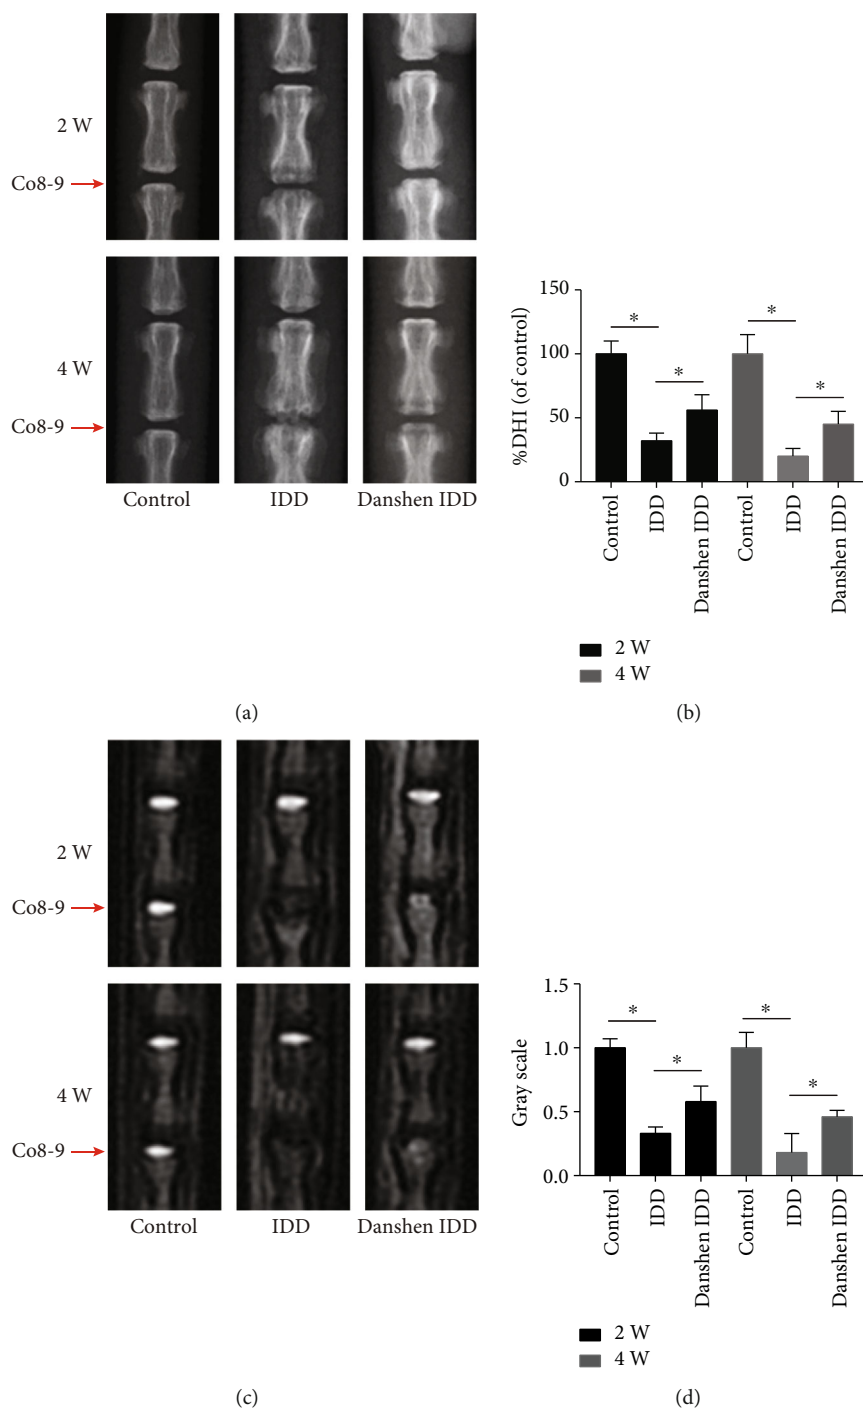 2 W
Co8-9
4 W
Co8-9
Control
IDD
Danshen IDD
(a)
150
100
50
0
%DHI (of control)
*
*
*
*
Control
IDD
Danshen IDD
Control
IDD
Danshen IDD
2 W
4 W
(b)
2 W
Co8-9
4 W
Co8-9
Control
IDD
Danshen IDD
(c)
1.5
1.0
0.5
0.0
Gray scale
*
*
*
*
Control
IDD
Danshen IDD
Control
IDD
Danshen IDD
2 W
4 W
(d)